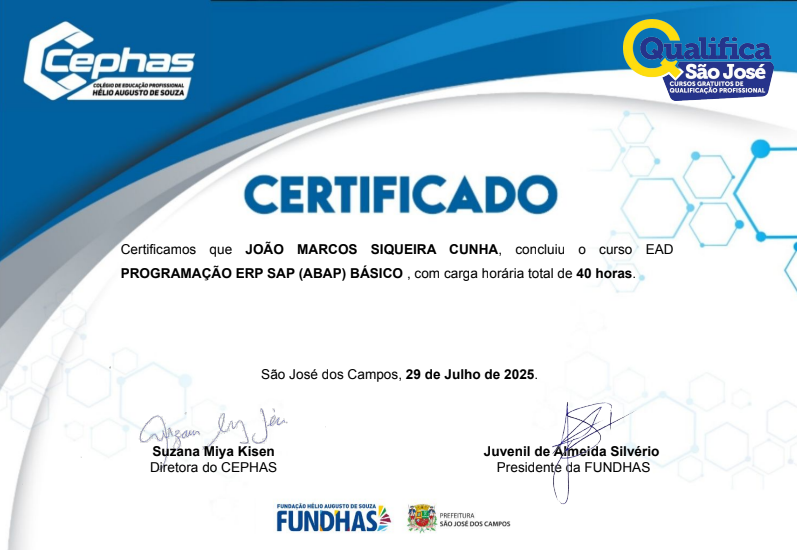 Cephas
COLÉGIO DE EDUCAÇÃO PROFISSIONAL
HÉLIO AUGUSTO DE SOUZA
Qualifica
São José
CURSOS GRATUITOS DE
QUALIFICAÇÃO PROFISSIONAL
CERTIFICADO
Certificamos que JOÃO MARCOS SIQUEIRA CUNHA, concluiu o curso EAD
PROGRAMAÇÃO ERP SAP (ABAP) BÁSICO , com carga horária total de 40 horas.
São José dos Campos, 29 de Julho de 2025.
Suzana Miya Kisen
Diretora do CEPHAS
Juvenil de Almeida Silvério
Presidente da FUNDHAS
FUNDAÇÃO HÉLIO AUGUSTO DE SOUZA
FUNDHAS
PREFEITURA
SÃO JOSÉ DOS CAMPOS